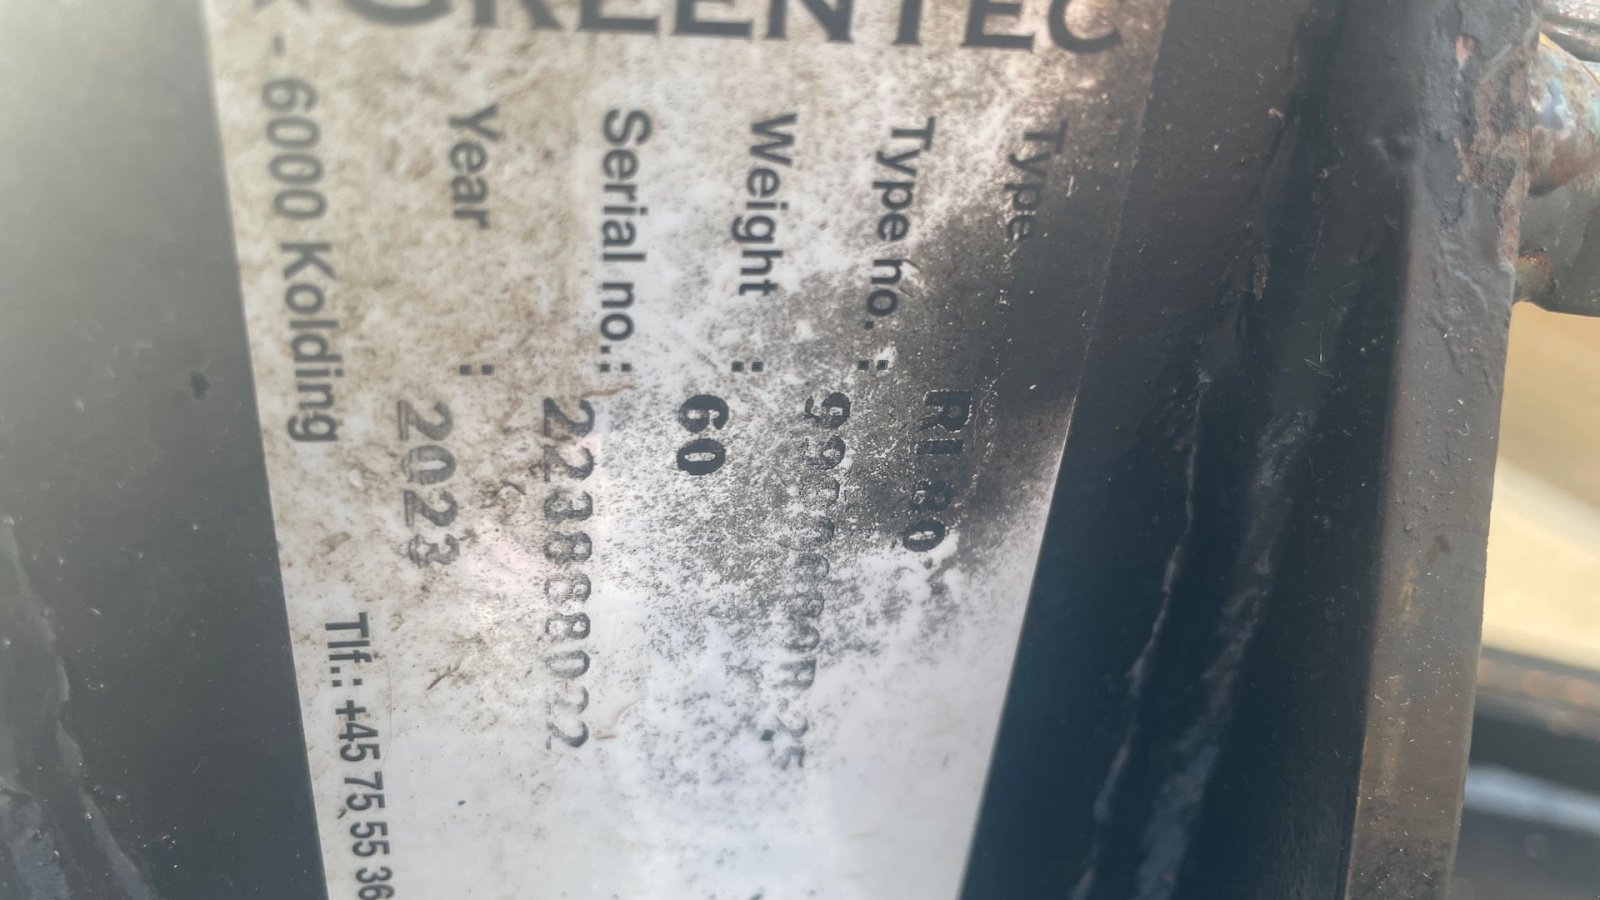 GREENTEC
Type RI 80
Type no. :
Weight : 60
Serial no.: 2238888022
Year : 2023
- 6000 Kolding Tlf.: +45 75 55 36